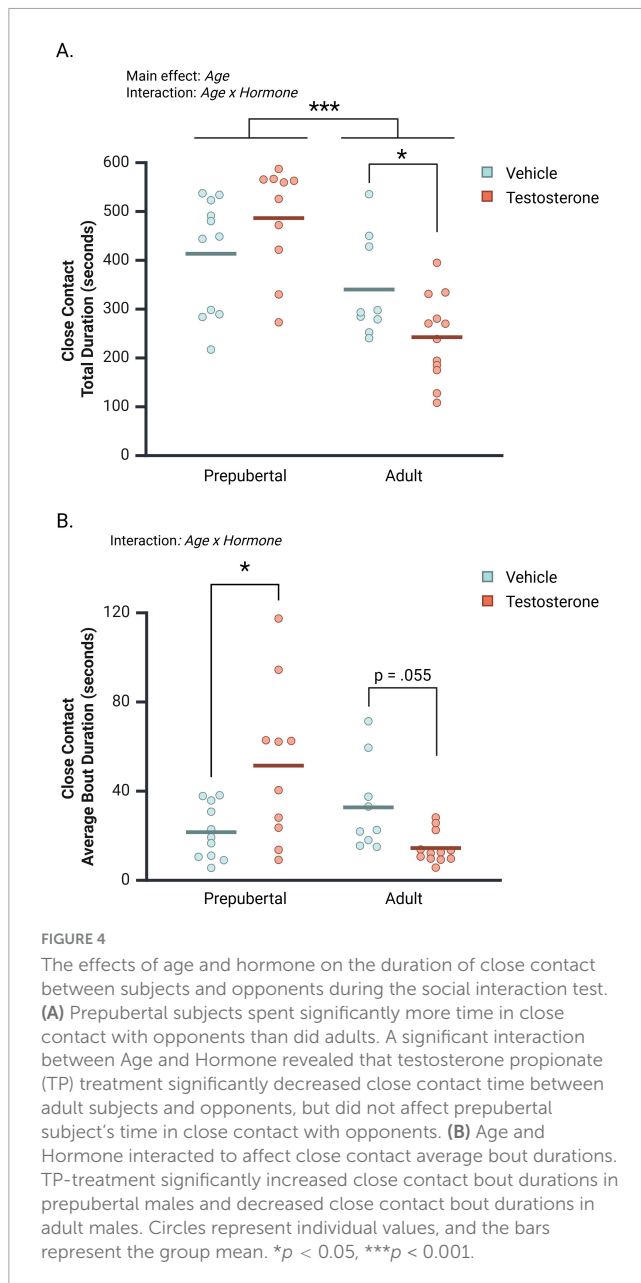 A.
Main effect: Age
Interaction: Age x Hormone
***
*
Vehicle
Testosterone
Close Contact
Total Duration (seconds)
600
500
400
300
200
100
0
Prepubertal
Adult
B.
Interaction: Age x Hormone
*
p = .055
Vehicle
Testosterone
Close Contact
Average Bout Duration (seconds)
120
80
40
0
Prepubertal
Adult
FIGURE 4
The effects of age and hormone on the duration of close contact
between subjects and opponents during the social interaction test.
(A) Prepubertal subjects spent significantly more time in close
contact with opponents than did adults. A significant interaction
between Age and Hormone revealed that testosterone propionate
(TP) treatment significantly decreased close contact time between
adult subjects and opponents, but did not affect prepubertal
subject's time in close contact with opponents. (B) Age and
Hormone interacted to affect close contact average bout durations.
TP-treatment significantly increased close contact bout durations in
prepubertal males and decreased close contact bout durations in
adult males. Circles represent individual values, and the bars
represent the group mean. *p < 0.05, ***p < 0.001.